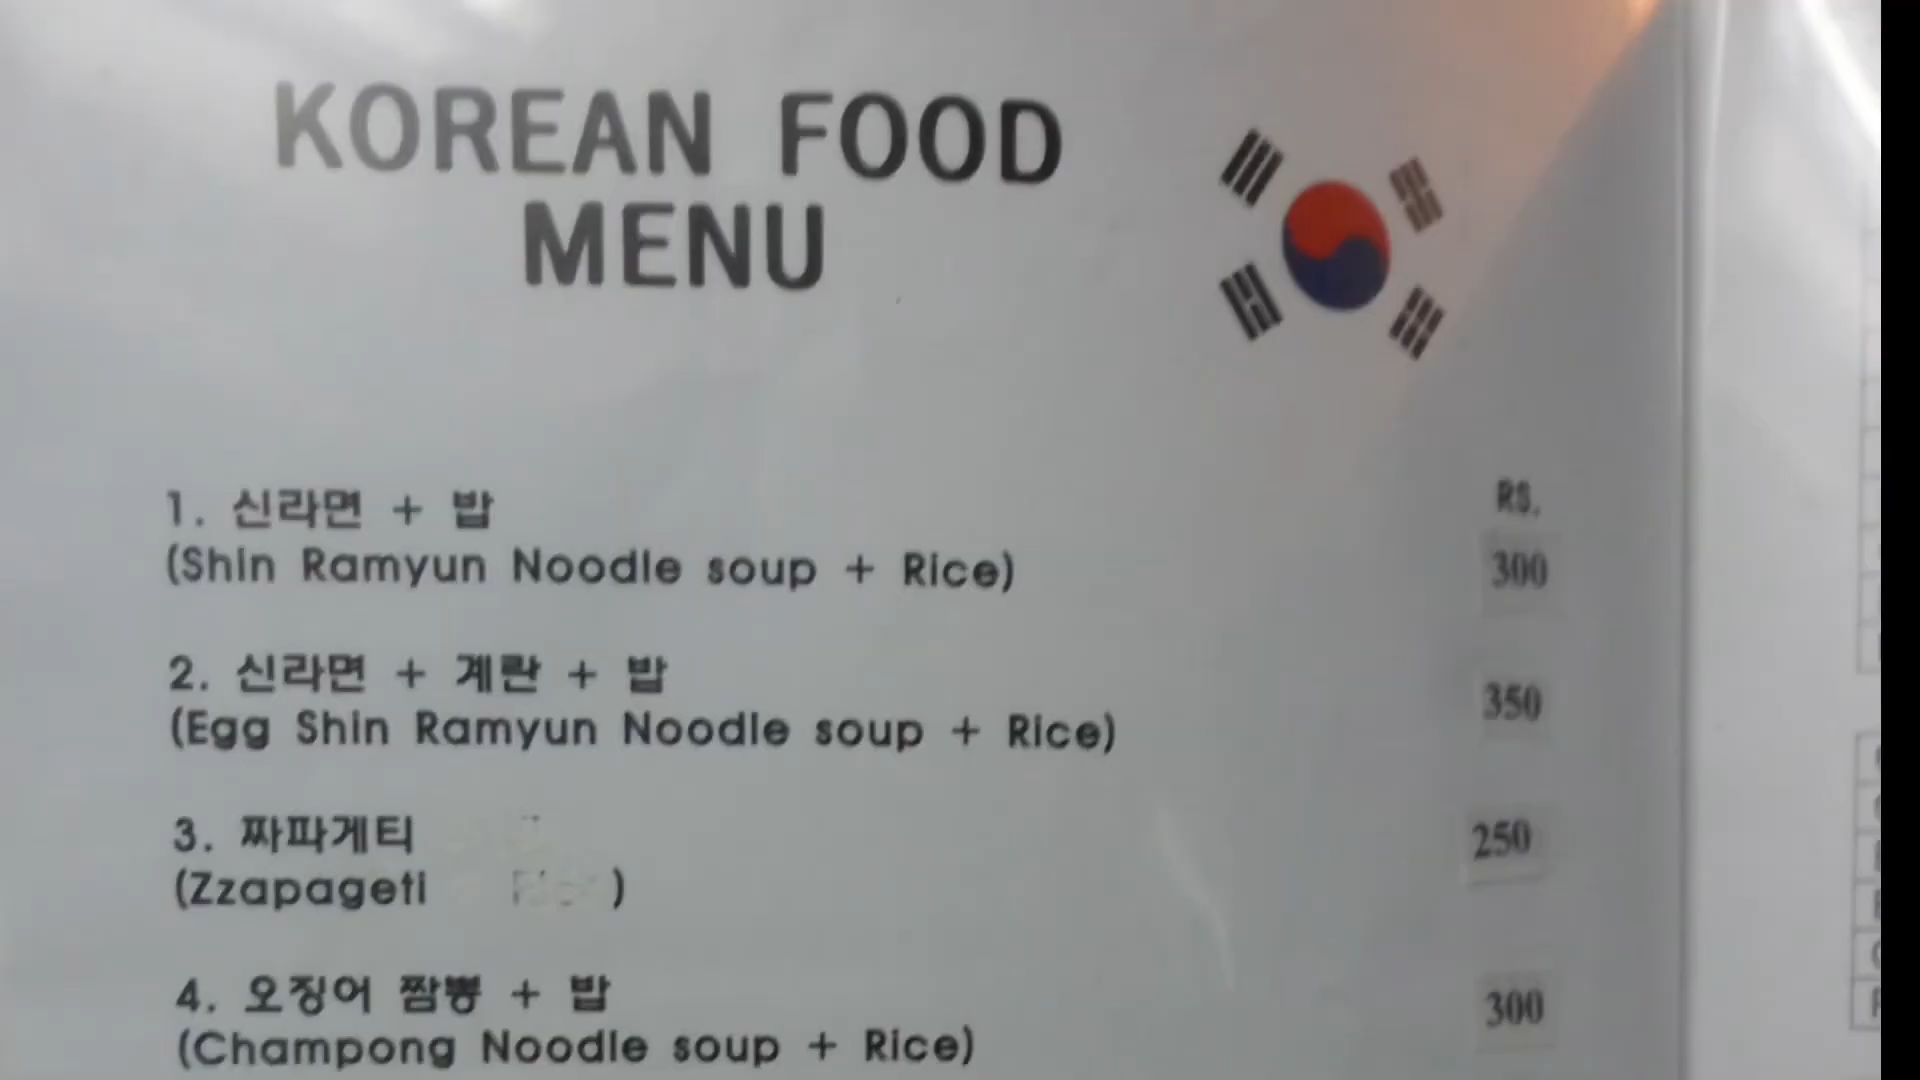 KOREAN FOOD
MENU
RS.
1. 신라면 + 밥
(Shin Ramyun Noodle soup + Rice)
300
2. 신라면 + 계란 + 밥
(Egg Shin Ramyun Noodle soup + Rice)
350
3. 짜파게티
(Zzapageti )
250
4. 오징어 짬뽕 + 밥
(Champong Noodle soup + Rice)
300